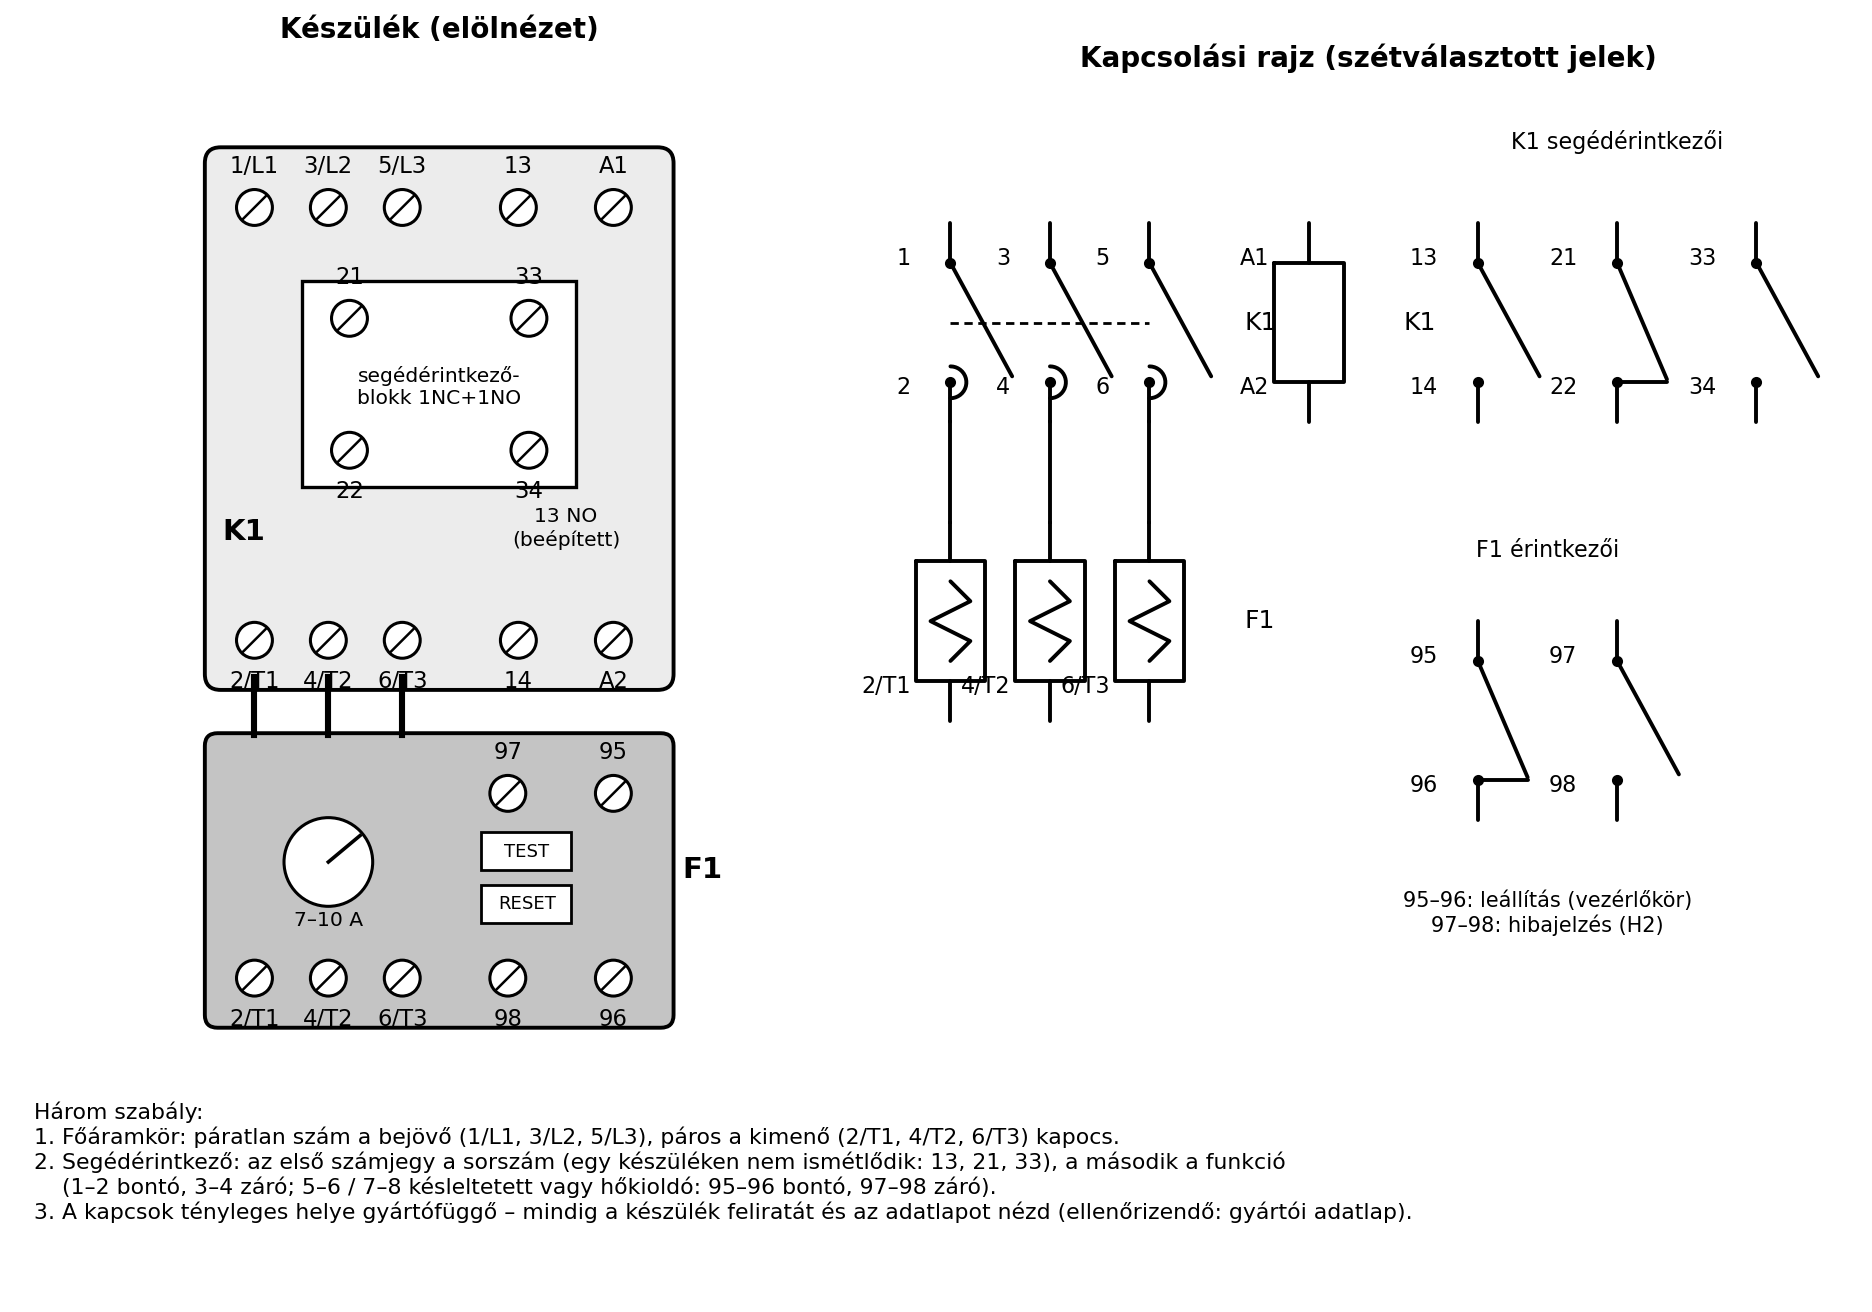 Készülék (elölnézet)
1/L1 3/L2 5/L3 13 A1
21 33
segédérintkező-
blokk 1NC+1NO
22 34
13 NO
(beépített)
K1
2/T1 4/T2 6/T3 14 A2
97 95
TEST
RESET
F1
7–10 A
2/T1 4/T2 6/T3 98 96
Kapcsolási rajz (szétválasztott jelek)
K1 segédérintkezői
1 3 5 A1 13 21 33
K1 K1
2 4 6 A2 14 22 34
F1 érintkezői
F1
95 97
2/T1 4/T2 6/T3
96 98
95–96: leállítás (vezérlőkör)
97–98: hibajelzés (H2)
Három szabály:
1. Főáramkör: páratlan szám a bejövő (1/L1, 3/L2, 5/L3), páros a kimenő (2/T1, 4/T2, 6/T3) kapocs.
2. Segédérintkező: az első számjegy a sorszám (egy készüléken nem ismétlődik: 13, 21, 33), a második a funkció
(1–2 bontó, 3–4 záró; 5–6 / 7–8 késleltetett vagy hőkioldó: 95–96 bontó, 97–98 záró).
3. A kapcsok tényleges helye gyártófüggő – mindig a készülék feliratát és az adatlapot nézd (ellenőrizendő: gyártói adatlap).